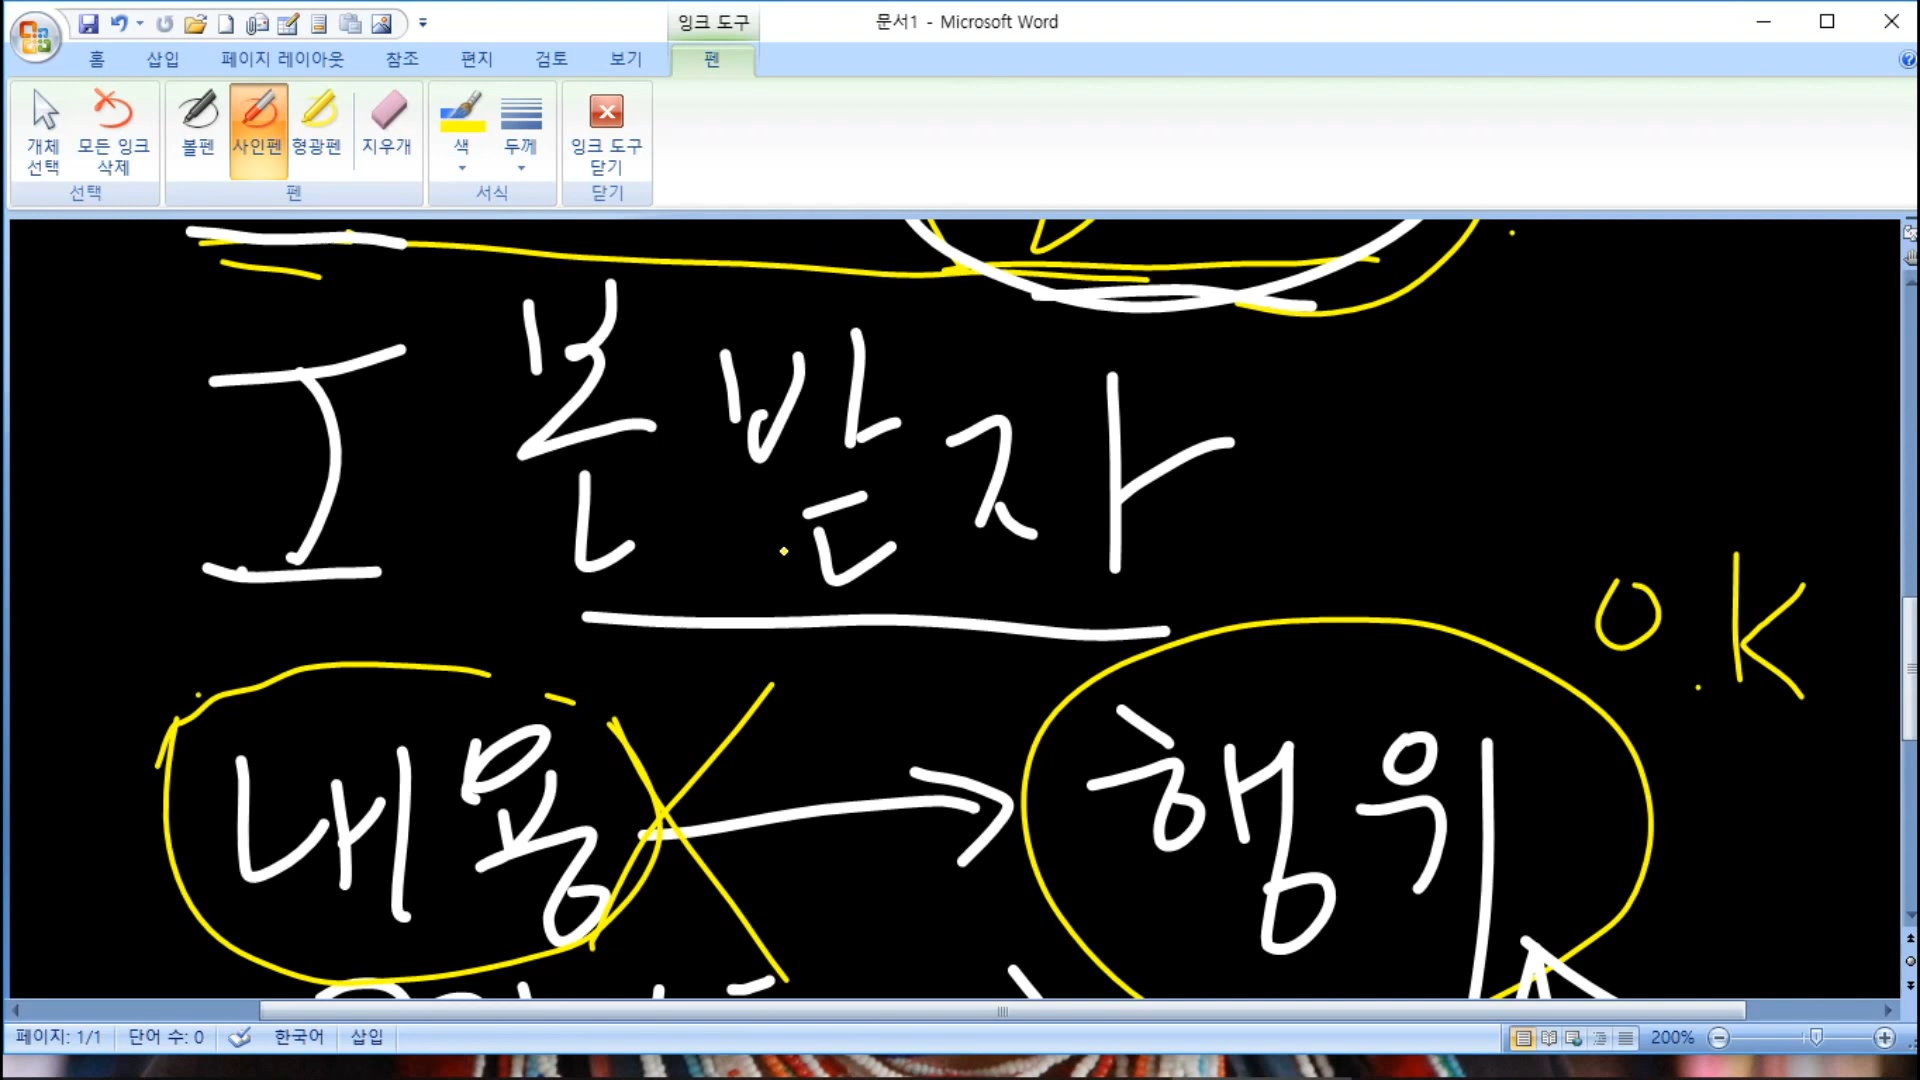 잉크 도구
문서1 - Microsoft Word
홈 삽입 페이지 레이아웃 참조 편지 검토 보기 펜
개체 선택 모든 잉크 삭제 볼펜 사인펜 형광펜 지우개 색 두께 잉크 도구 닫기
선택 펜 서식 닫기
I 본받자
O.K
내용 행위
페이지: 1/1 단어 수: 0 한국어 삽입 200%